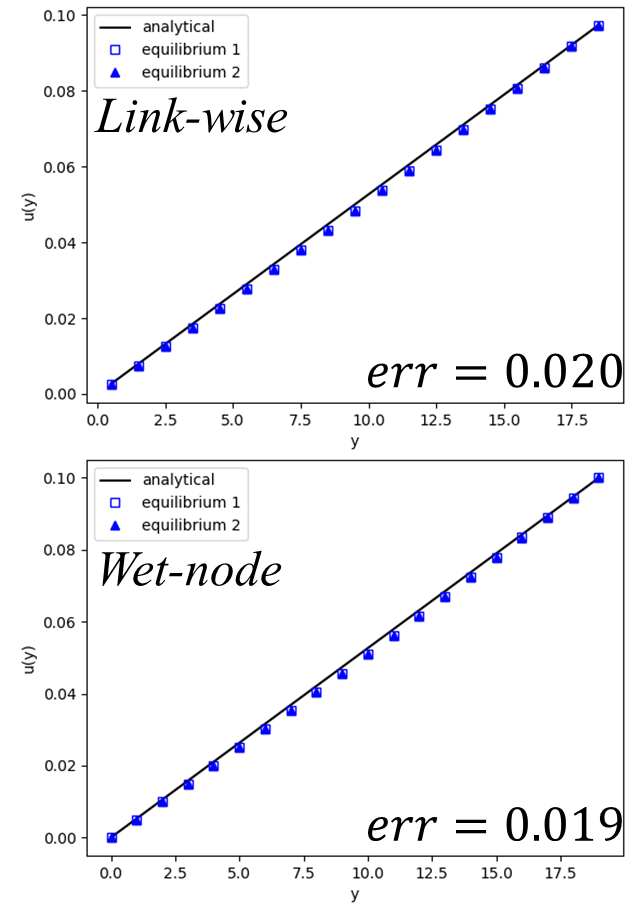 0.10
0.08
0.06
0.04
0.02
0.00
u(y)
analytical
equilibrium 1
equilibrium 2
Link-wise
err = 0.020
0.0 2.5 5.0 7.5 10.0 12.5 15.0 17.5
y
0.10
0.08
0.06
0.04
0.02
0.00
u(y)
analytical
equilibrium 1
equilibrium 2
Wet-node
err = 0.019
0.0 2.5 5.0 7.5 10.0 12.5 15.0 17.5
y